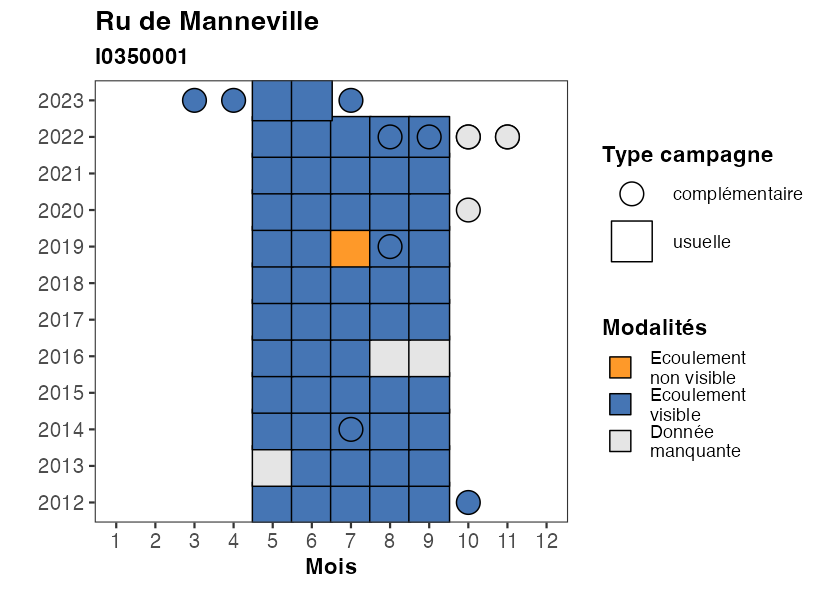 Ru de Manneville
I0350001
2023
2022
2021
2020
2019
2018
2017
2016
2015
2014
2013
2012
1 2 3 4 5 6 7 8 9 10 11 12
Mois
Type campagne
complémentaire
usuelle
Modalités
Ecoulement
non visible
Ecoulement
visible
Donnée
manquante